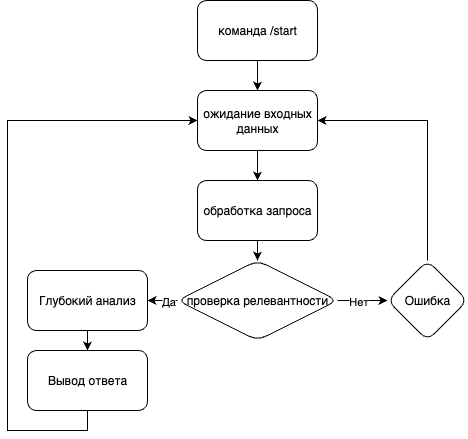 команда /start
ожидание входных
данных
обработка запроса
проверка релевантности
Да
Нет
Ошибка
Глубокий анализ
Вывод ответа